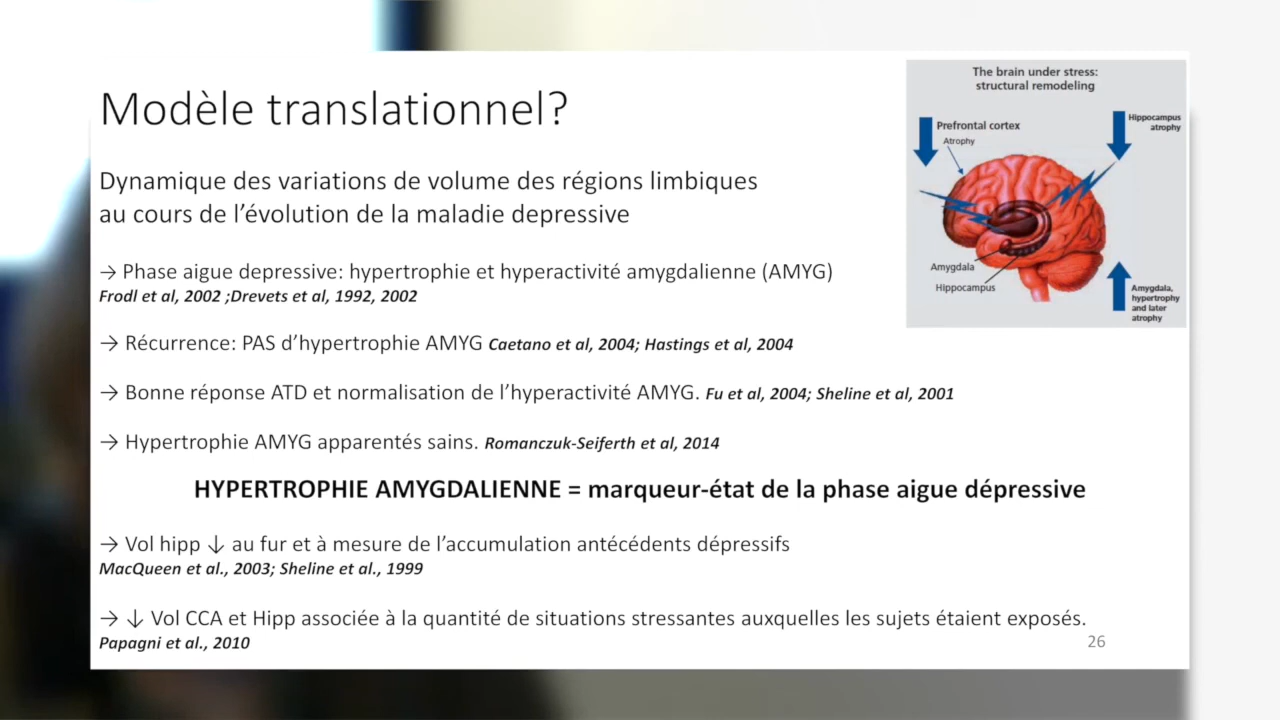 Modèle translationnel?
Dynamique des variations de volume des régions limbiques
au cours de l’évolution de la maladie depressive
→ Phase aigue depressive: hypertrophie et hyperactivité amygdalienne (AMYG)
Frodl et al, 2002 ;Drevets et al, 1992, 2002
→ Récurrence: PAS d’hypertrophie AMYG Caetano et al, 2004; Hastings et al, 2004
→ Bonne réponse ATD et normalisation de l’hyperactivité AMYG. Fu et al, 2004; Sheline et al, 2001
→ Hypertrophie AMYG apparentés sains. Romanczuk-Seiferth et al, 2014
HYPERTROPHIE AMYGDALIENNE = marqueur-état de la phase aigue dépressive
→ Vol hipp ↓ au fur et à mesure de l’accumulation antécédents dépressifs
MacQueen et al., 2003; Sheline et al., 1999
→ ↓ Vol CCA et Hipp associée à la quantité de situations stressantes auxquelles les sujets étaient exposés.
Papagni et al., 2010
26
The brain under stress:
structural remodeling
Prefrontal cortex
Atrophy
Hippocampus
atrophy
Amygdala
Hippocampus
Amygdala,
hypertrophy
and later
atrophy